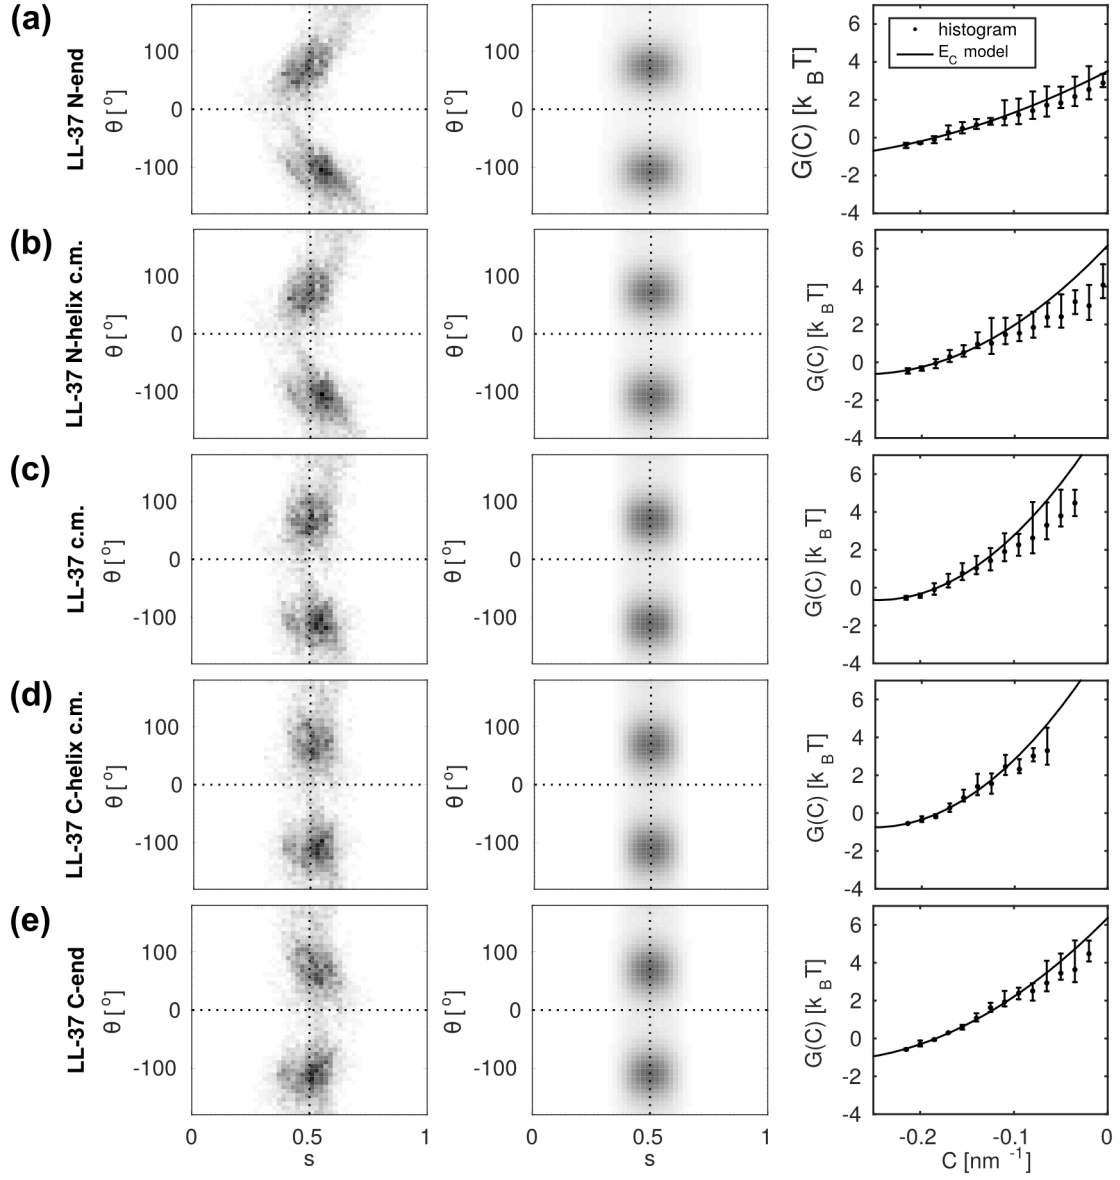 (a)
LL-37 N-end
θ [°]
100
0
-100
θ [°]
100
0
-100
G(C) [k_B T]
6
4
2
0
-2
-4
histogram
E_C model
(b)
LL-37 N-helix c.m.
θ [°]
100
0
-100
θ [°]
100
0
-100
G(C) [k_B T]
6
4
2
0
-2
-4
(c)
LL-37 c.m.
θ [°]
100
0
-100
θ [°]
100
0
-100
G(C) [k_B T]
6
4
2
0
-2
-4
(d)
LL-37 C-helix c.m.
θ [°]
100
0
-100
θ [°]
100
0
-100
G(C) [k_B T]
6
4
2
0
-2
-4
(e)
LL-37 C-end
θ [°]
100
0
-100
θ [°]
100
0
-100
G(C) [k_B T]
6
4
2
0
-2
-4
0 0.5 1
s
0 0.5 1
s
-0.2 -0.1 0
C [nm⁻¹]